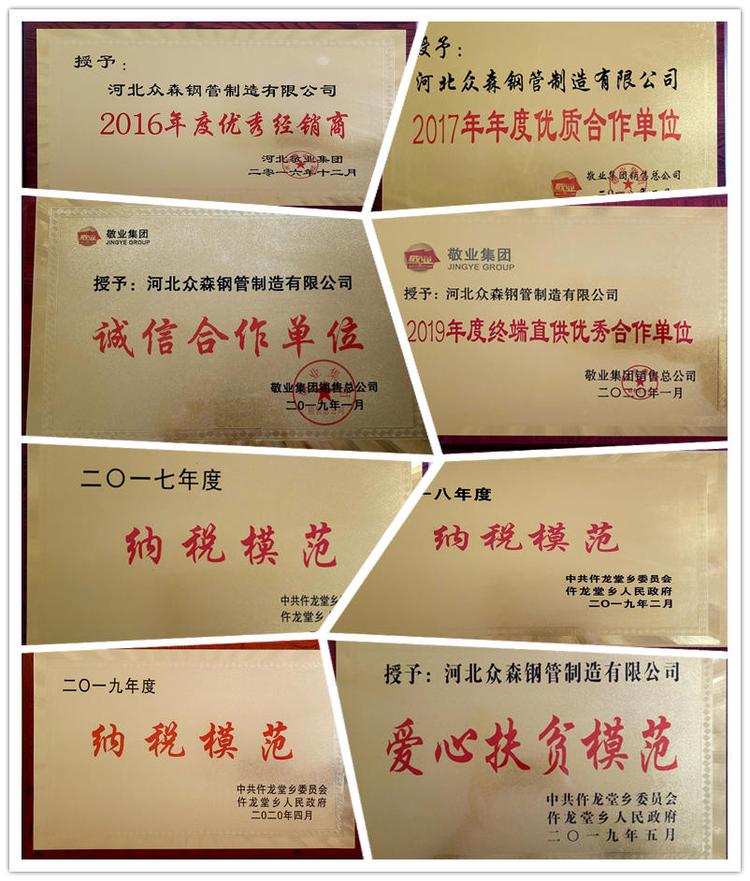 授予：
河北众森钢管制造有限公司
2016年度优秀经销商
河北敬业集团
二零一六年十二月
授予：
河北众森钢管制造有限公司
2017年年度优质合作单位
敬业集团销售总公司
敬业集团
JINGYE GROUP
授予：河北众森钢管制造有限公司
诚信合作单位
敬业集团销售总公司
二〇一九年一月
敬业集团
JINGYE GROUP
授予：河北众森钢管制造有限公司
2019年度终端直供优秀合作单位
敬业集团销售总公司
二〇二〇年一月
二〇一七年度
纳税模范
中共仵龙堂乡
仵龙堂乡人
一八年度
纳税模范
中共仵龙堂乡委员会
仵龙堂乡人民政府
二〇一九年二月
二〇一九年度
纳税模范
中共仵龙堂乡委员会
仵龙堂乡人民政府
二〇二〇年四月
授予：河北众森钢管制造有限公司
爱心扶贫模范
中共仵龙堂乡委员会
仵龙堂乡人民政府
二〇一九年五月